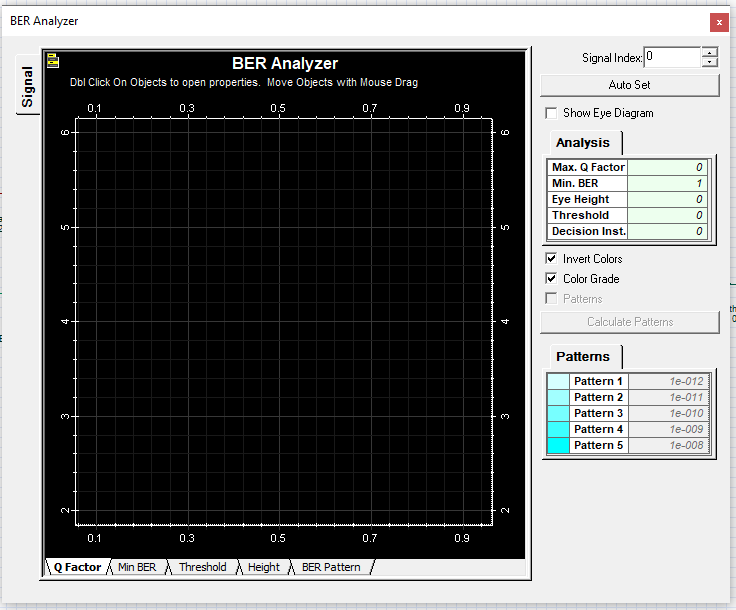 BER Analyzer
x
Signal
BER Analyzer
Dbl Click On Objects to open properties. Move Objects with Mouse Drag
0.1 0.3 0.5 0.7 0.9
6 6
5 5
4 4
3 3
2 2
0.1 0.3 0.5 0.7 0.9
Q Factor Min BER Threshold Height BER Pattern
Signal Index: 0
Auto Set
Show Eye Diagram
Analysis
Max. Q Factor 0
Min. BER 1
Eye Height 0
Threshold 0
Decision Inst. 0
Invert Colors
Color Grade
Patterns
Calculate Patterns
Patterns
Pattern 1 1e-012
Pattern 2 1e-011
Pattern 3 1e-010
Pattern 4 1e-009
Pattern 5 1e-008